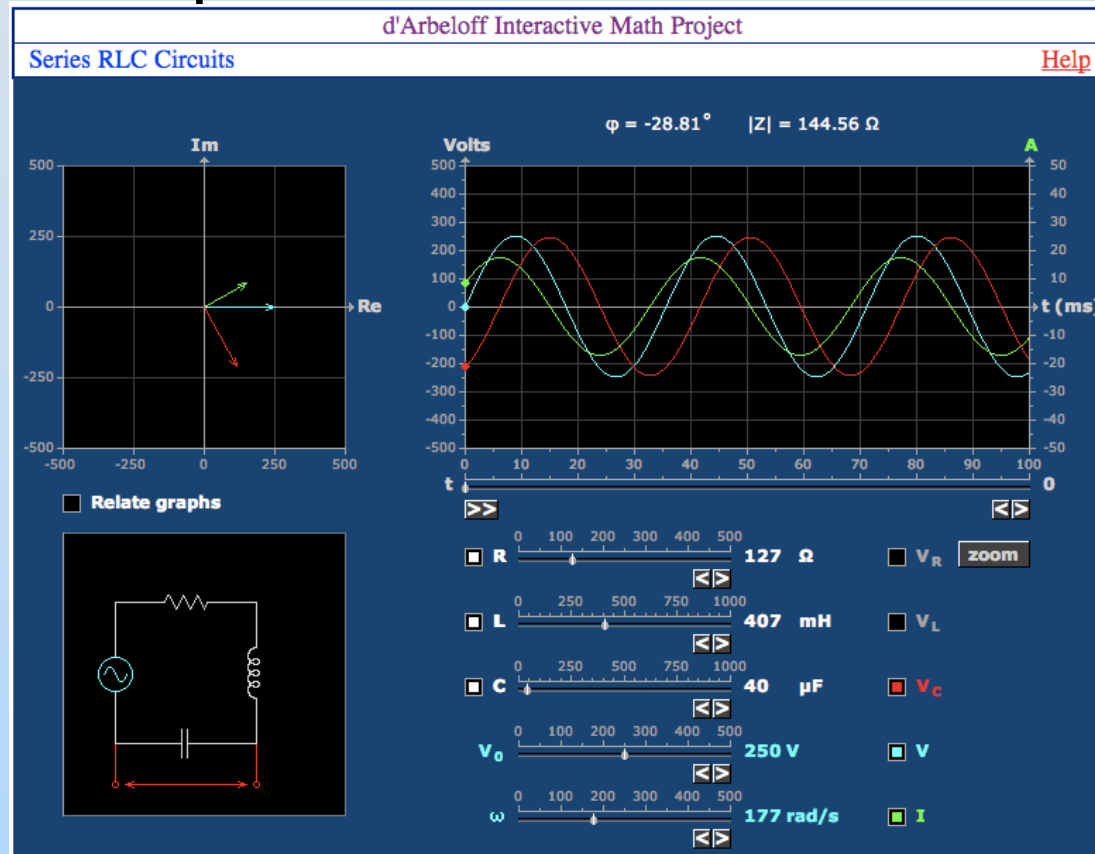 d'Arbeloff Interactive Math Project
Series RLC Circuits Help
φ = -28.81° |Z| = 144.56 Ω
Im
500
250
0
-250
-500
-500 -250 0 250 500
Re
Volts A
500 50
400 40
300 30
200 20
100 10
0 t (ms)
-100 -10
-200 -20
-300 -30
-400 -40
-500 -50
0 10 20 30 40 50 60 70 80 90 100
t 0
>> < >
Relate graphs
0 100 200 300 400 500
R 127 Ω V_R zoom
< >
0 250 500 750 1000
L 407 mH V_L
< >
0 250 500 750 1000
C 40 μF V_C
< >
0 100 200 300 400 500
V_0 250 V V
< >
0 100 200 300 400 500
ω 177 rad/s I
< >